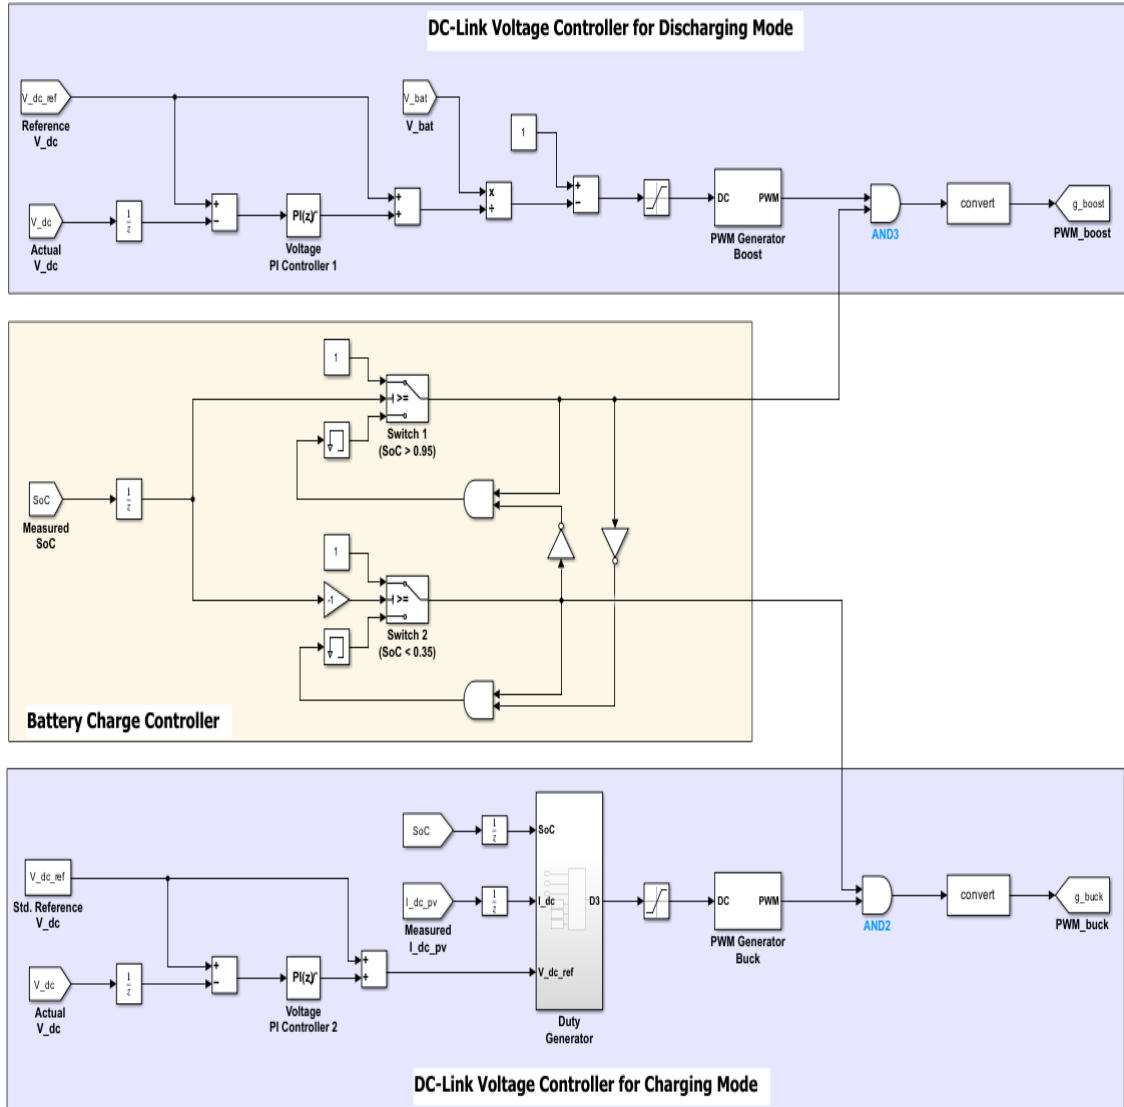 DC-Link Voltage Controller for Discharging Mode
V_dc_ref
Reference
V_dc
V_bat
V_bat
1
+
-
x
÷
+
+
+
-
V_dc
Actual
V_dc
1
z
PI(z)
Voltage
PI Controller 1
DC
PWM
PWM Generator
Boost
AND3
convert
g_boost
PWM_boost
1
>=
Switch 1
(SoC > 0.95)
SoC
Measured
SoC
1
z
1
-1
>=
Switch 2
(SoC < 0.35)
Battery Charge Controller
SoC
1
z
SoC
V_dc_ref
Std. Reference
V_dc
I_dc_pv
Measured
I_dc_pv
1
z
I_dc
D3
DC
PWM
PWM Generator
Buck
AND2
convert
g_buck
PWM_buck
+
+
V_dc_ref
+
-
V_dc
Actual
V_dc
1
z
PI(z)
Voltage
PI Controller 2
Duty
Generator
DC-Link Voltage Controller for Charging Mode